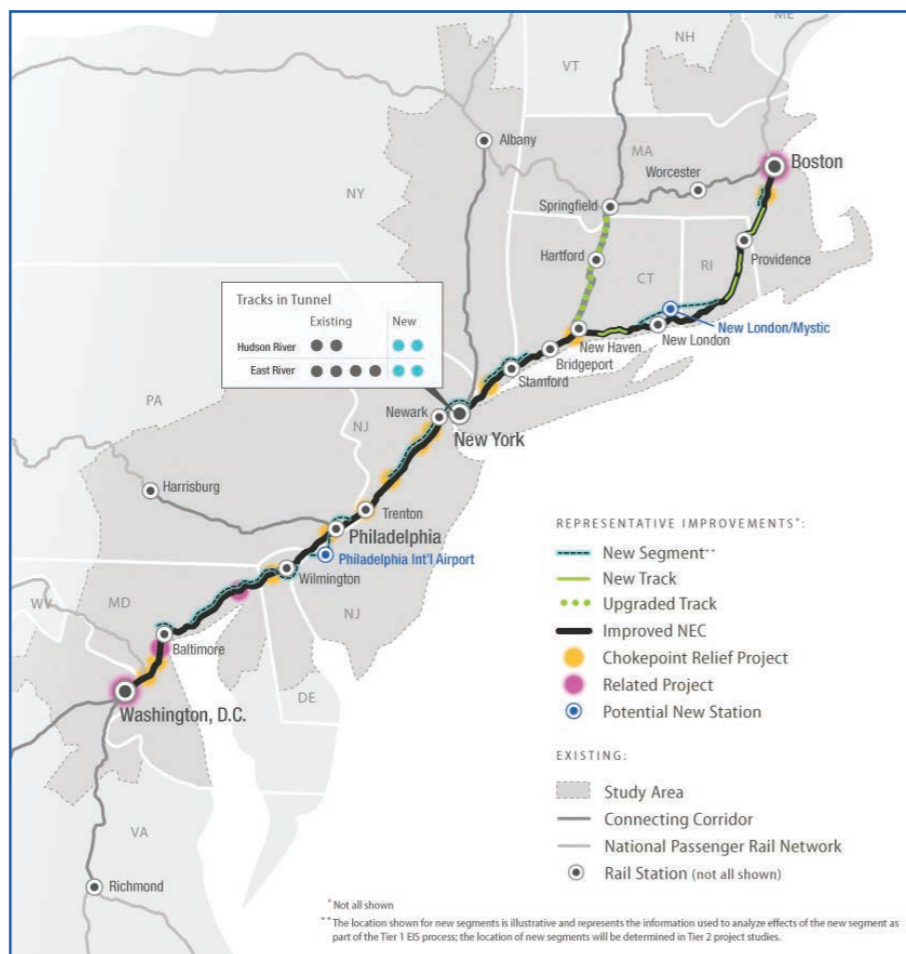 ME
NH
VT
Albany
MA
Boston
Worcester
NY
Springfield
Hartford
Providence
CT
RI
Tracks in Tunnel
Existing
New
Hudson River
East River
New London/Mystic
New London
New Haven
Bridgeport
Stamford
PA
Newark
NJ
New York
Harrisburg
Trenton
Philadelphia
Philadelphia Int'l Airport
Wilmington
WV
MD
NJ
Baltimore
DE
Washington, D.C.
VA
Richmond
REPRESENTATIVE IMPROVEMENTS*:
New Segment**
New Track
Upgraded Track
Improved NEC
Chokepoint Relief Project
Related Project
Potential New Station
EXISTING:
Study Area
Connecting Corridor
National Passenger Rail Network
Rail Station (not all shown)
* Not all shown
** The location shown for new segments is illustrative and represents the information used to analyze effects of the new segment as
part of the Tier 1 EIS process; the location of new segments will be determined in Tier 2 project studies.